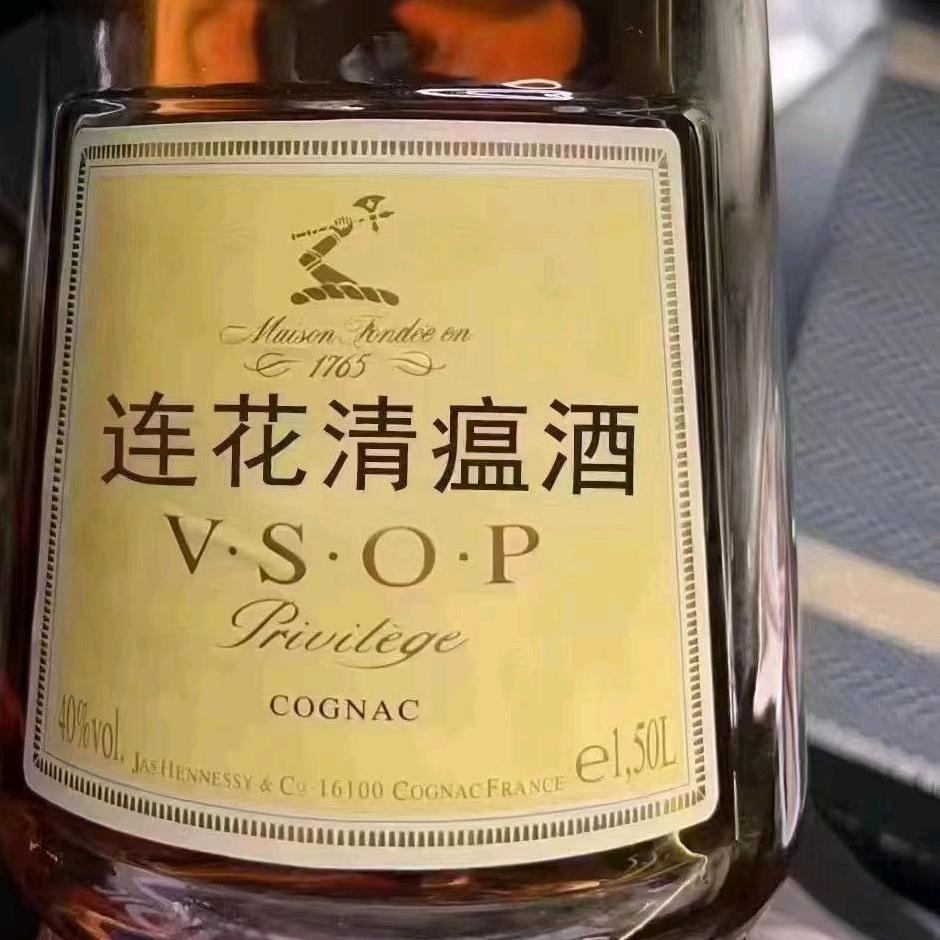 Maison Fondée en
1765
连花清瘟酒
V·S·O·P
Privilège
COGNAC
40%vol.
JAS HENNESSY & Co-16100 COGNAC FRANCE
e1,50L